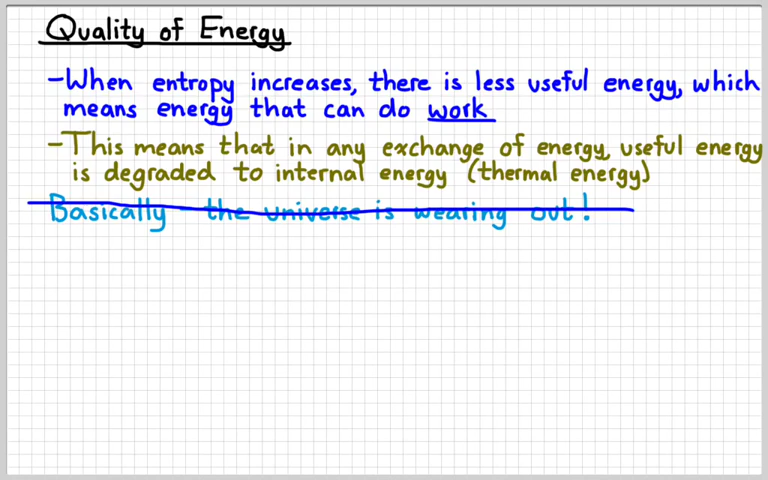 Quality of Energy
-When entropy increases, there is less useful energy, which
means energy that can do work
-This means that in any exchange of energy, useful energy
is degraded to internal energy (thermal energy)
Basically the universe is wearing out!